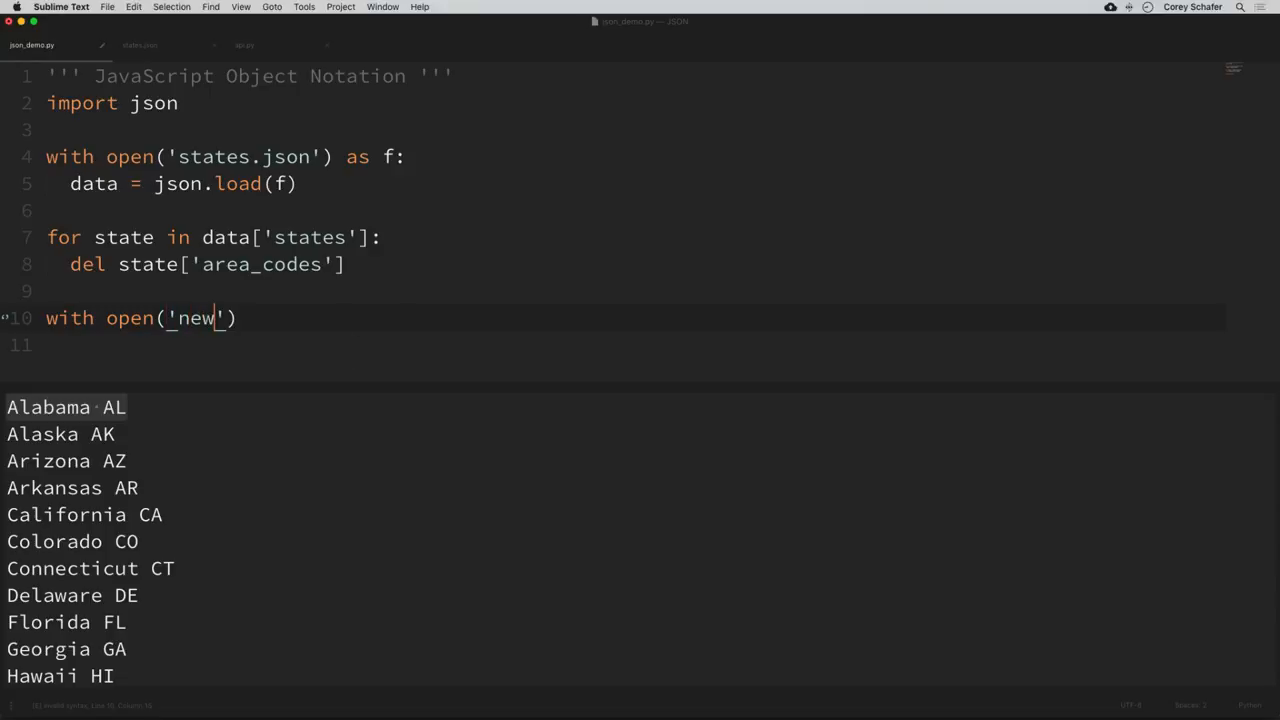 Sublime Text File Edit Selection Find View Goto Tools Project Window Help Corey Schafer
json_demo.py — JSON
json_demo.py states.json api.py
1 ''' JavaScript Object Notation '''
2 import json
3
4 with open('states.json') as f:
5 data = json.load(f)
6
7 for state in data['states']:
8 del state['area_codes']
9
10 with open('new')
11
Alabama AL
Alaska AK
Arizona AZ
Arkansas AR
California CA
Colorado CO
Connecticut CT
Delaware DE
Florida FL
Georgia GA
Hawaii HI
[E] invalid syntax, Line 10, Column 15 UTF-8 Spaces: 2 Python